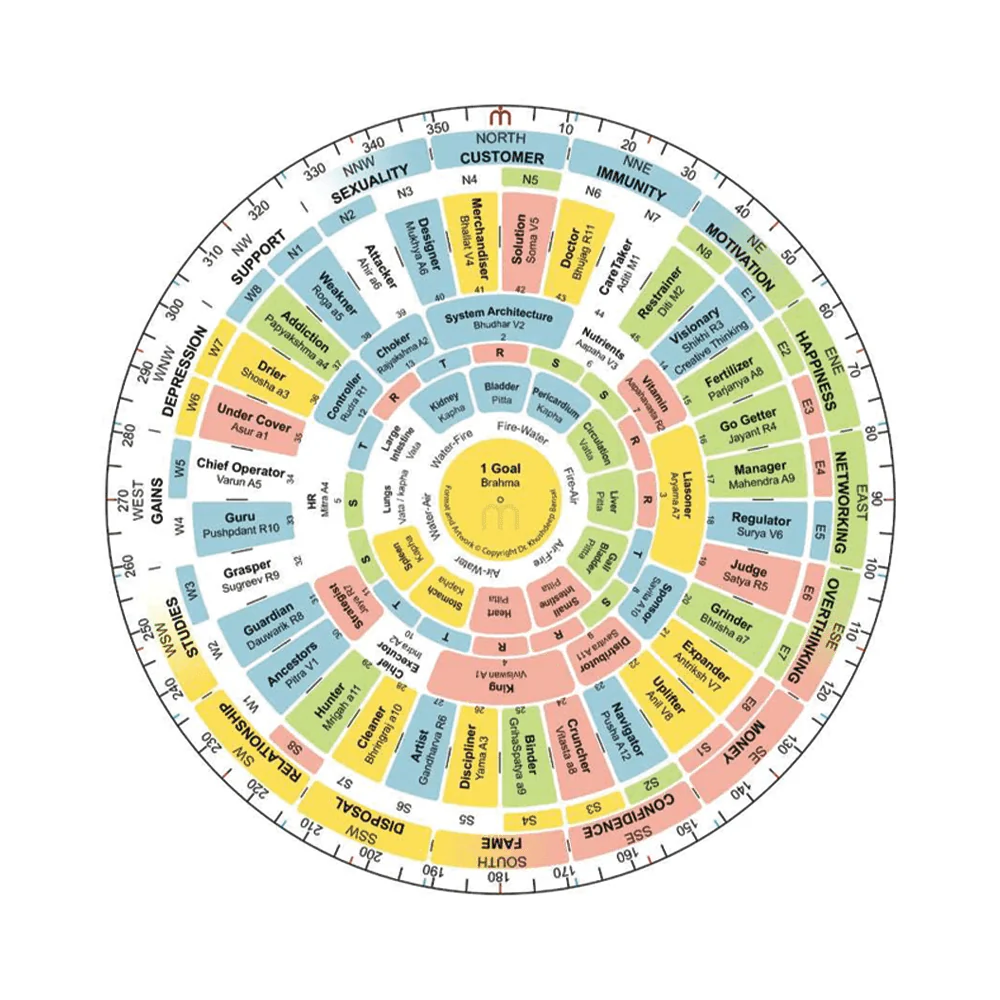 350
10
20
30
40
50
60
70
80
90
100
110
120
130
140
150
160
170
180
190
200
210
220
230
240
250
260
270
280
290
300
310
320
330
340
NORTH
CUSTOMER
NNE
IMMUNITY
NE
MOTIVATION
ENE
HAPPINESS
EAST
NETWORKING
ESE
OVERTHINKING
SE
MONEY
SSE
CONFIDENCE
SOUTH
FAME
SSW
DISPOSAL
SW
RELATIONSHIP
WSW
STUDIES
WEST
GAINS
WNW
DEPRESSION
NW
SUPPORT
NNW
SEXUALITY
N1
N2
N3
N4
N5
N6
N7
N8
E1
E2
E3
E4
E5
E6
E7
E8
S1
S2
S3
S4
S5
S6
S7
S8
W1
W2
W3
W4
W5
W6
W7
W8
Merchandiser
Bhallat V4
41
Solution
Soma V5
42
Doctor
Bhujag R11
43
Caretaker
Aditi M1
44
Restrainer
Diti M2
45
Visionary
Shikhi R3
Creative Thinking
14
Fertilizer
Parjanya A8
15
Go Getter
Jayant R4
16
Manager
Mahendra A9
17
Regulator
Surya V6
18
Judge
Satya R5
19
Grinder
Bhrisha a7
20
Expander
Antriksh V7
21
Uplifter
Anil V8
22
Navigator
Pusha A12
23
Cruncher
Vitasta a8
24
Binder
GrihaSpatya a9
25
Discipliner
Yama A3
26
Artist
Gandharva R6
27
Cleaner
Bhringraj a10
28
Hunter
Mrigah a11
29
Ancestors
Pitra V1
30
Guardian
Dauwarik R8
31
Grasper
Sugreev R9
32
Guru
Pushpdant R10
33
Chief Operator
Varun A5
34
Under Cover
Asur a1
35
Drier
Shosha a3
36
Addiction
Papyakshma a4
37
Weakner
Roga a5
38
Attacker
Ahir a6
39
Designer
Mukhya A6
40
System Architecture
Bhudhar V2
2
Nutrients
Aapaha V3
6
Vitamin
Aapahavasta R2
7
Liasoner
Aryama A7
3
Sponsor
Savita A10
8
Distributor
Savitra A11
9
King
Viviswan A1
4
Chief
Executor
Indra A2
10
Strategist
Jaya R7
11
HR
Mitra A4
5
Controller
Rudra R1
12
Choker
Rajyakshma A2
13
T
R
S
S
R
R
T
S
R
R
T
T
S
S
T
R
Bladder
Pitta
Pericardium
Kapha
Circulation
Vatta
Liver
Pitta
Gall
Bladder
Pitta
Small
Intestine
Pitta
Heart
Pitta
Stomach
Kapha
Spleen
Kapha
Lungs
Vata / kapha
Large
Intestine
Vata
Kidney
Kapha
Fire-Water
Fire-Air
Air-Fire
Air-Water
Water-Air
Water-Fire
1 Goal
Brahma
Format and Artwork © Copyright Dr. Khushdeep Bansal